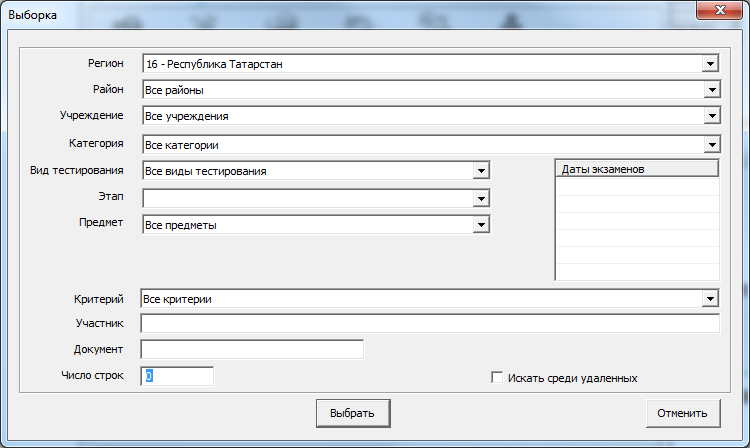 Выборка
Регион 16 - Республика Татарстан
Район Все районы
Учреждение Все учреждения
Категория Все категории
Вид тестирования Все виды тестирования Даты экзаменов
Этап
Предмет Все предметы
Критерий Все критерии
Участник
Документ
Число строк 0
Искать среди удаленных
Выбрать Отменить